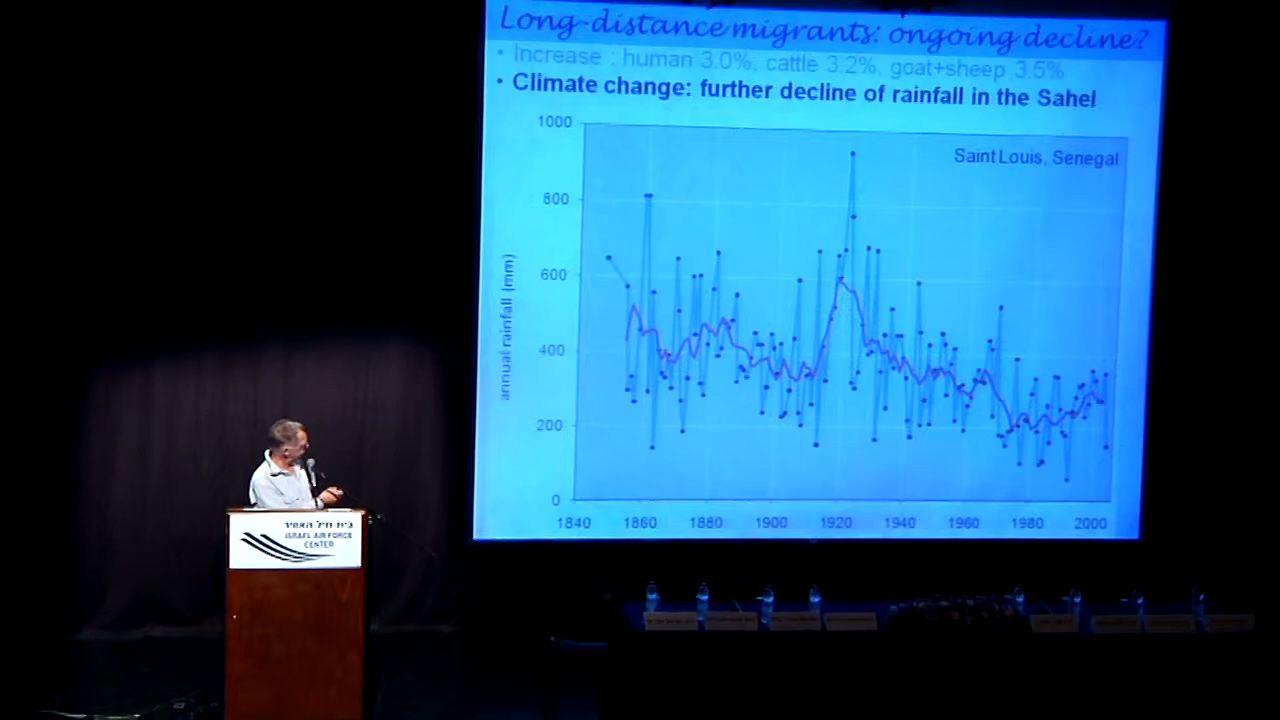 Long-distance migrants: ongoing decline?
• Increase : human 3.0%, cattle 3.2%, goat+sheep 3.5%
• Climate change: further decline of rainfall in the Sahel
Saint Louis, Senegal
annual rainfall (mm)
1000
800
600
400
200
0
1840 1860 1880 1900 1920 1940 1960 1980 2000
בית חיל האוויר
ISRAEL AIR FORCE
CENTER